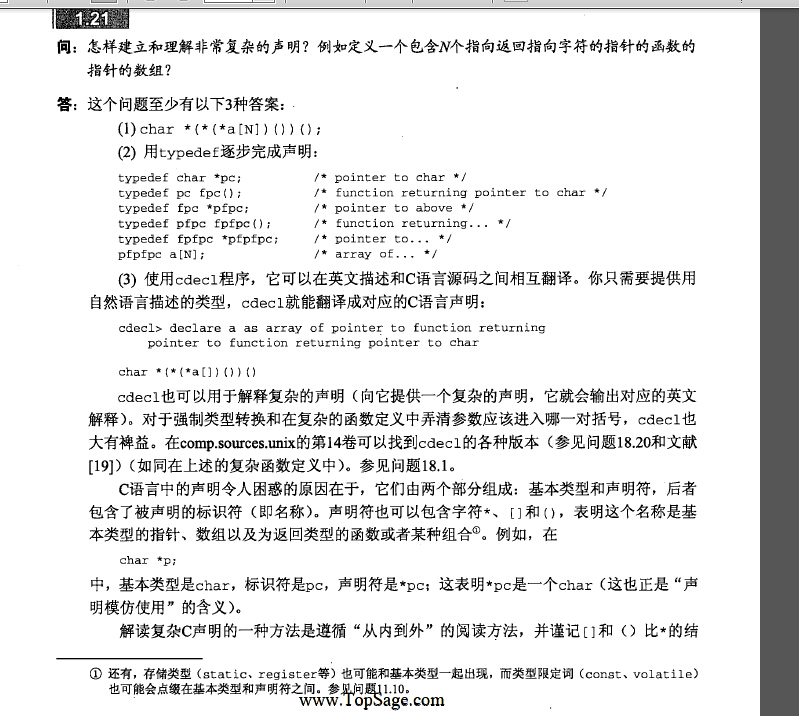 1.21
问：怎样建立和理解非常复杂的声明？例如定义一个包含N个指向返回指向字符的指针的函数的
指针的数组？
答：这个问题至少有以下3种答案：
(1) char *(*(*a[N])())();
(2) 用typedef逐步完成声明：
typedef char *pc; /* pointer to char */
typedef pc fpc(); /* function returning pointer to char */
typedef fpc *pfpc; /* pointer to above */
typedef pfpc fpfpc(); /* function returning... */
typedef fpfpc *pfpfpc; /* pointer to... */
pfpfpc a[N]; /* array of... */
(3) 使用cdecl程序，它可以在英文描述和C语言源码之间相互翻译。你只需要提供用
自然语言描述的类型，cdecl就能翻译成对应的C语言声明：
cdecl> declare a as array of pointer to function returning
pointer to function returning pointer to char
char *(*(*a[])())()
cdecl也可以用于解释复杂的声明（向它提供一个复杂的声明，它就会输出对应的英文
解释）。对于强制类型转换和在复杂的函数定义中弄清参数应该进入哪一对括号，cdecl也
大有裨益。在comp.sources.unix的第14卷可以找到cdecl的各种版本（参见问题18.20和文献
[19]）（如同在上述的复杂函数定义中）。参见问题18.1。
C语言中的声明令人困惑的原因在于，它们由两个部分组成：基本类型和声明符，后者
包含了被声明的标识符（即名称）。声明符也可以包含字符*、[]和()，表明这个名称是基
本类型的指针、数组以及为返回类型的函数或者某种组合①。例如，在
char *p;
中，基本类型是char，标识符是pc，声明符是*pc；这表明*pc是一个char（这也正是“声
明模仿使用”的含义）。
解读复杂C声明的一种方法是遵循“从内到外”的阅读方法，并谨记[]和（）比*的结
① 还有，存储类型（static、register等）也可能和基本类型一起出现，而类型限定词（const、volatile）
也可能会点缀在基本类型和声明符之间。参见问题11.10。
www.TopSage.com